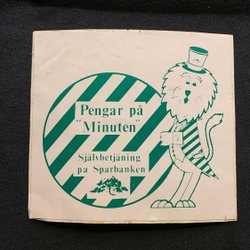 Pengar på
"Minuten"
Självbetjäning
på Sparbanken